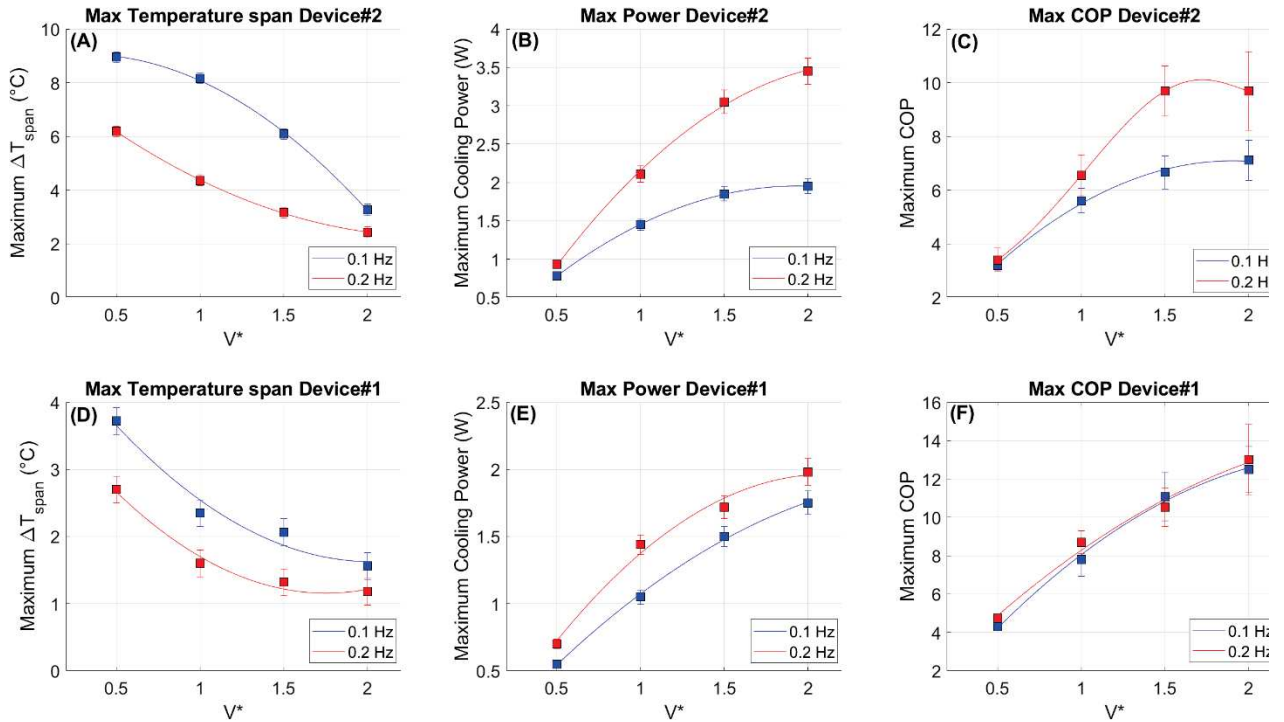 Max Temperature span Device#2
(A)
Maximum ΔTspan (°C)
10
8
6
4
2
0
0.5 1 1.5 2
V*
0.1 Hz
0.2 Hz
Max Power Device#2
(B)
Maximum Cooling Power (W)
4
3.5
3
2.5
2
1.5
1
0.5
0.5 1 1.5 2
V*
0.1 Hz
0.2 Hz
Max COP Device#2
(C)
Maximum COP
12
10
8
6
4
2
0.5 1 1.5 2
V*
0.1 Hz
0.2 Hz
Max Temperature span Device#1
(D)
Maximum ΔTspan (°C)
4
3
2
1
0
0.5 1 1.5 2
V*
0.1 Hz
0.2 Hz
Max Power Device#1
(E)
Maximum Cooling Power (W)
2.5
2
1.5
1
0.5
0.5 1 1.5 2
V*
0.1 Hz
0.2 Hz
Max COP Device#1
(F)
Maximum COP
16
14
12
10
8
6
4
2
0.5 1 1.5 2
V*
0.1 Hz
0.2 Hz